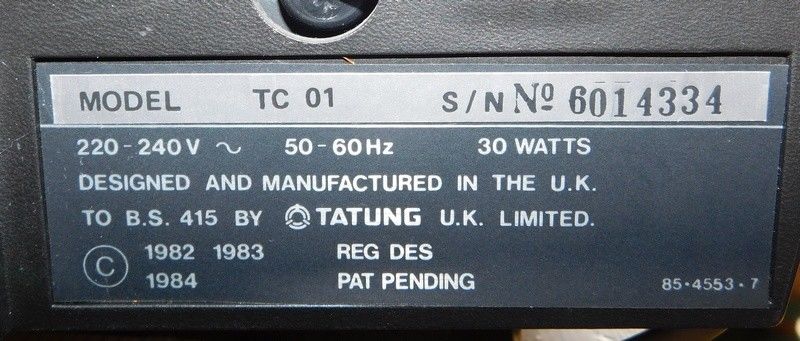 MODEL TC 01 S/N Nº 6014334
220-240V ~ 50-60Hz 30 WATTS
DESIGNED AND MANUFACTURED IN THE U.K.
TO B.S. 415 BY TATUNG U.K. LIMITED.
© 1982 1983 REG DES
1984 PAT PENDING 85·4553·7